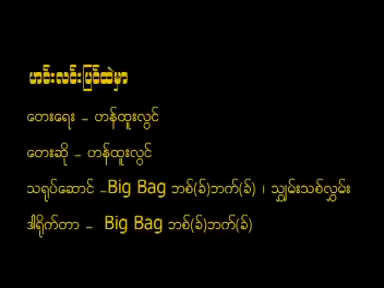 ဟင်းလင်းပြင်ထဲမှာ
တေးရေး - ဟန်ထူးလွင်
တေးဆို - ဟန်ထူးလွင်
သရုပ်ဆောင် -Big Bag ဘစ်(ခ်)ဘက်(ခ်) ၊ သျှမ်းသစ်လွှမ်း
ဒါရိုက်တာ - Big Bag ဘစ်(ခ်)ဘက်(ခ်)